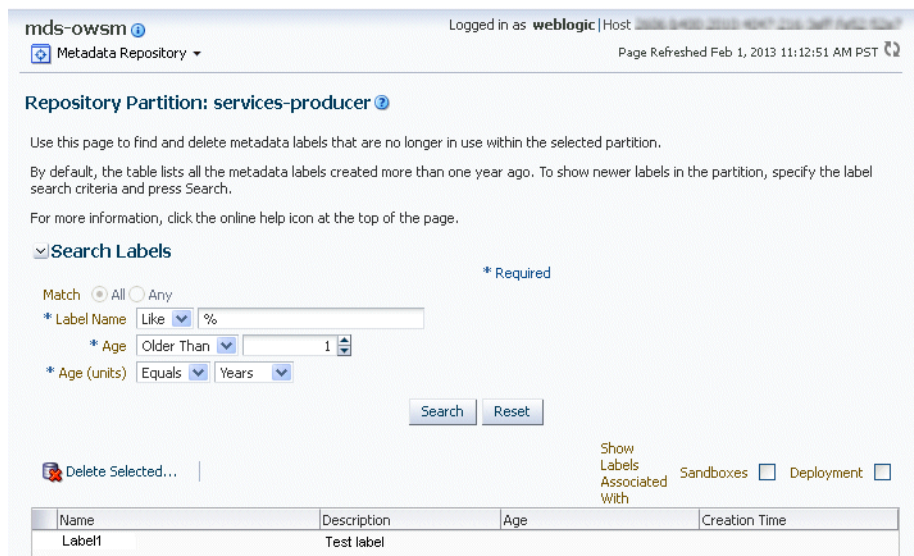 mds-owsm
Logged in as weblogic|Host
Metadata Repository
Page Refreshed Feb 1, 2013 11:12:51 AM PST
Repository Partition: services-producer
Use this page to find and delete metadata labels that are no longer in use within the selected partition.
By default, the table lists all the metadata labels created more than one year ago. To show newer labels in the partition, specify the label
search criteria and press Search.
For more information, click the online help icon at the top of the page.
Search Labels
* Required
Match All Any
* Label Name Like %
* Age Older Than 1
* Age (units) Equals Years
Search Reset
Delete Selected...
Show
Labels
Associated
With
Sandboxes Deployment
Name Description Age Creation Time
Label1 Test label